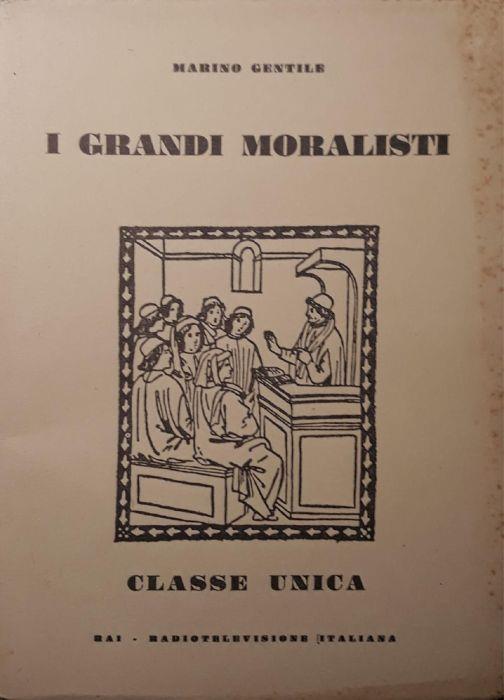 MARINO GENTILE
I GRANDI MORALISTI
CLASSE UNICA
RAI - RADIOTELEVISIONE ITALIANA